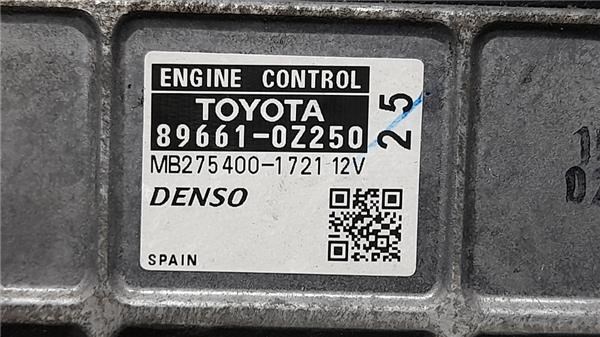 ENGINE CONTROL
TOYOTA
89661-0Z250
25
MB275400-1721 12V
DENSO
SPAIN